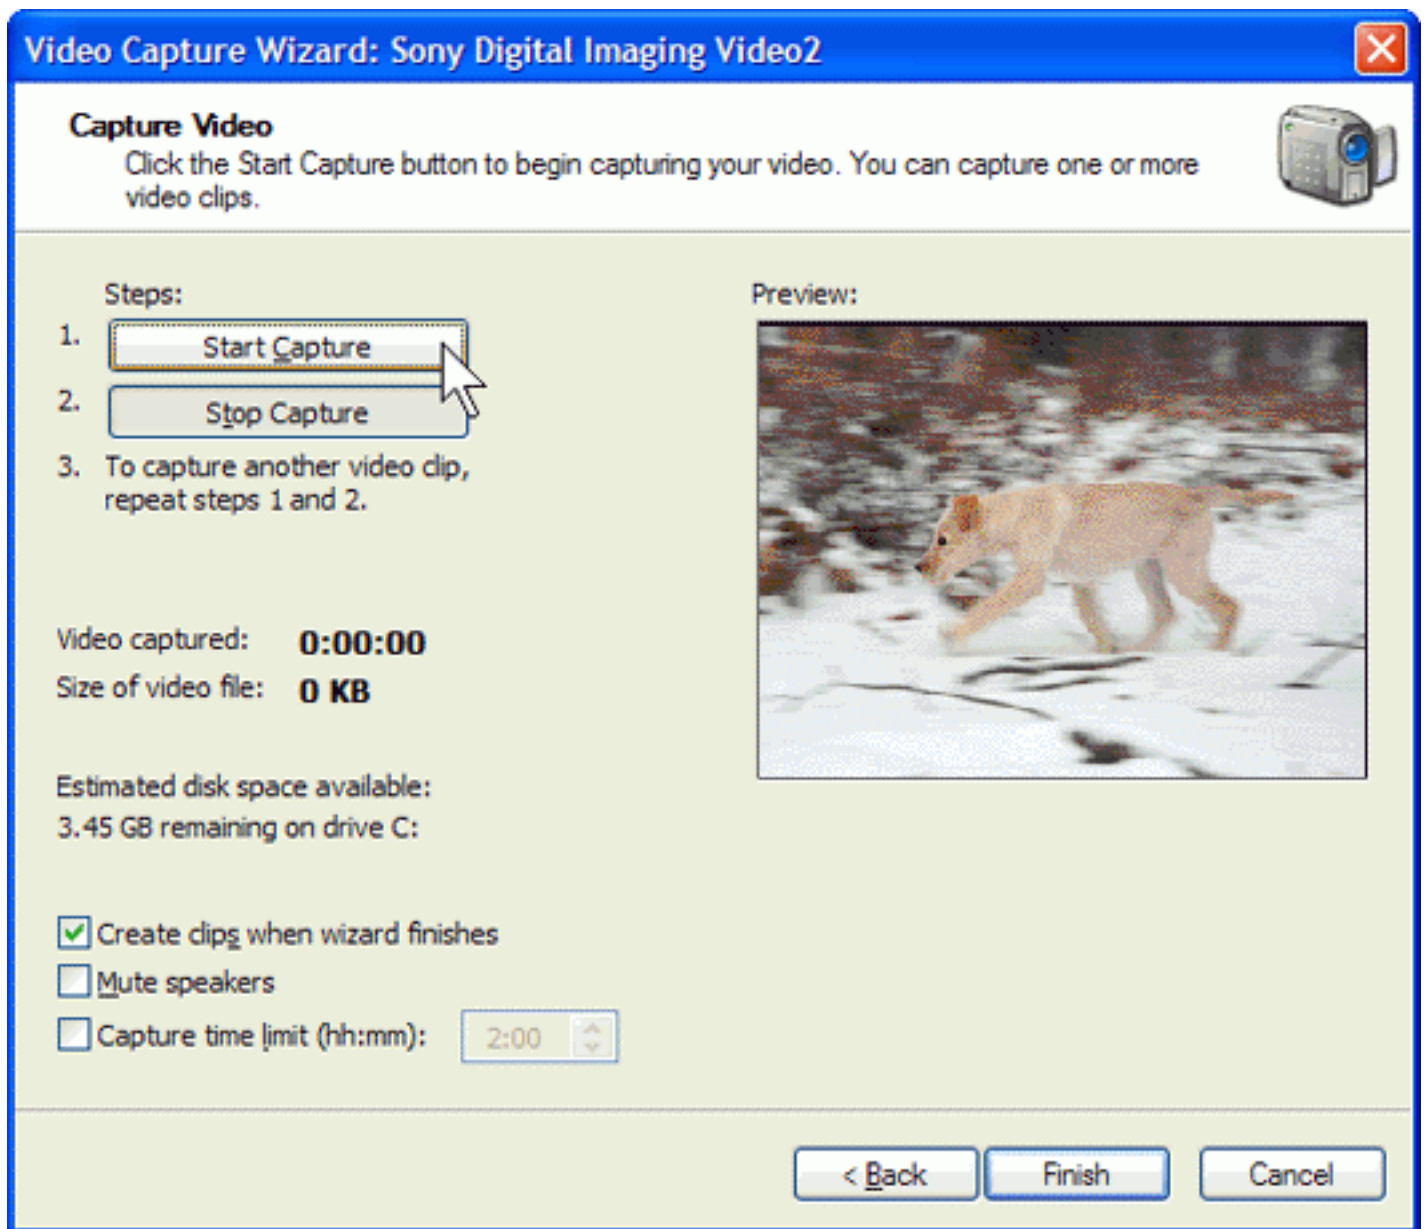 Video Capture Wizard: Sony Digital Imaging Video2
Capture Video
Click the Start Capture button to begin capturing your video. You can capture one or more
video clips.
Steps:
Preview:
1. Start Capture
2. Stop Capture
3. To capture another video clip,
repeat steps 1 and 2.
Video captured: 0:00:00
Size of video file: 0 KB
Estimated disk space available:
3.45 GB remaining on drive C:
Create clips when wizard finishes
Mute speakers
Capture time limit (hh:mm): 2:00
< Back Finish Cancel